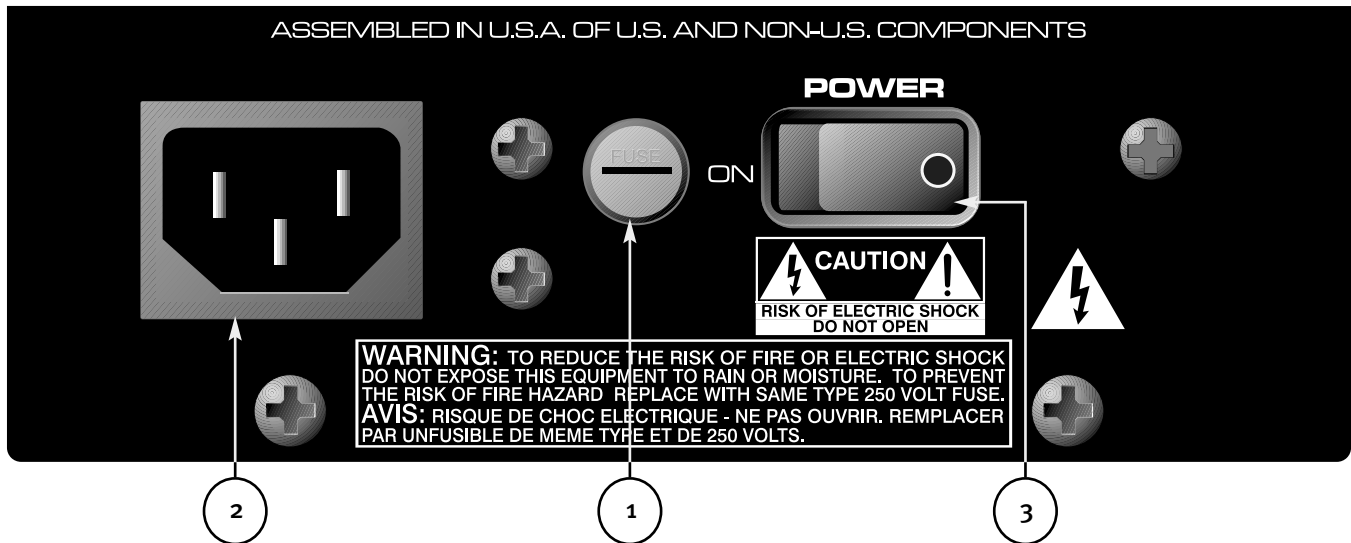 ASSEMBLED IN U.S.A. OF U.S. AND NON-U.S. COMPONENTS
POWER
FUSE
ON
CAUTION
RISK OF ELECTRIC SHOCK
DO NOT OPEN
WARNING: TO REDUCE THE RISK OF FIRE OR ELECTRIC SHOCK
DO NOT EXPOSE THIS EQUIPMENT TO RAIN OR MOISTURE. TO PREVENT
THE RISK OF FIRE HAZARD REPLACE WITH SAME TYPE 250 VOLT FUSE.
AVIS: RISQUE DE CHOC ELECTRIQUE - NE PAS OUVRIR. REMPLACER
PAR UNFUSIBLE DE MEME TYPE ET DE 250 VOLTS.
2
1
3